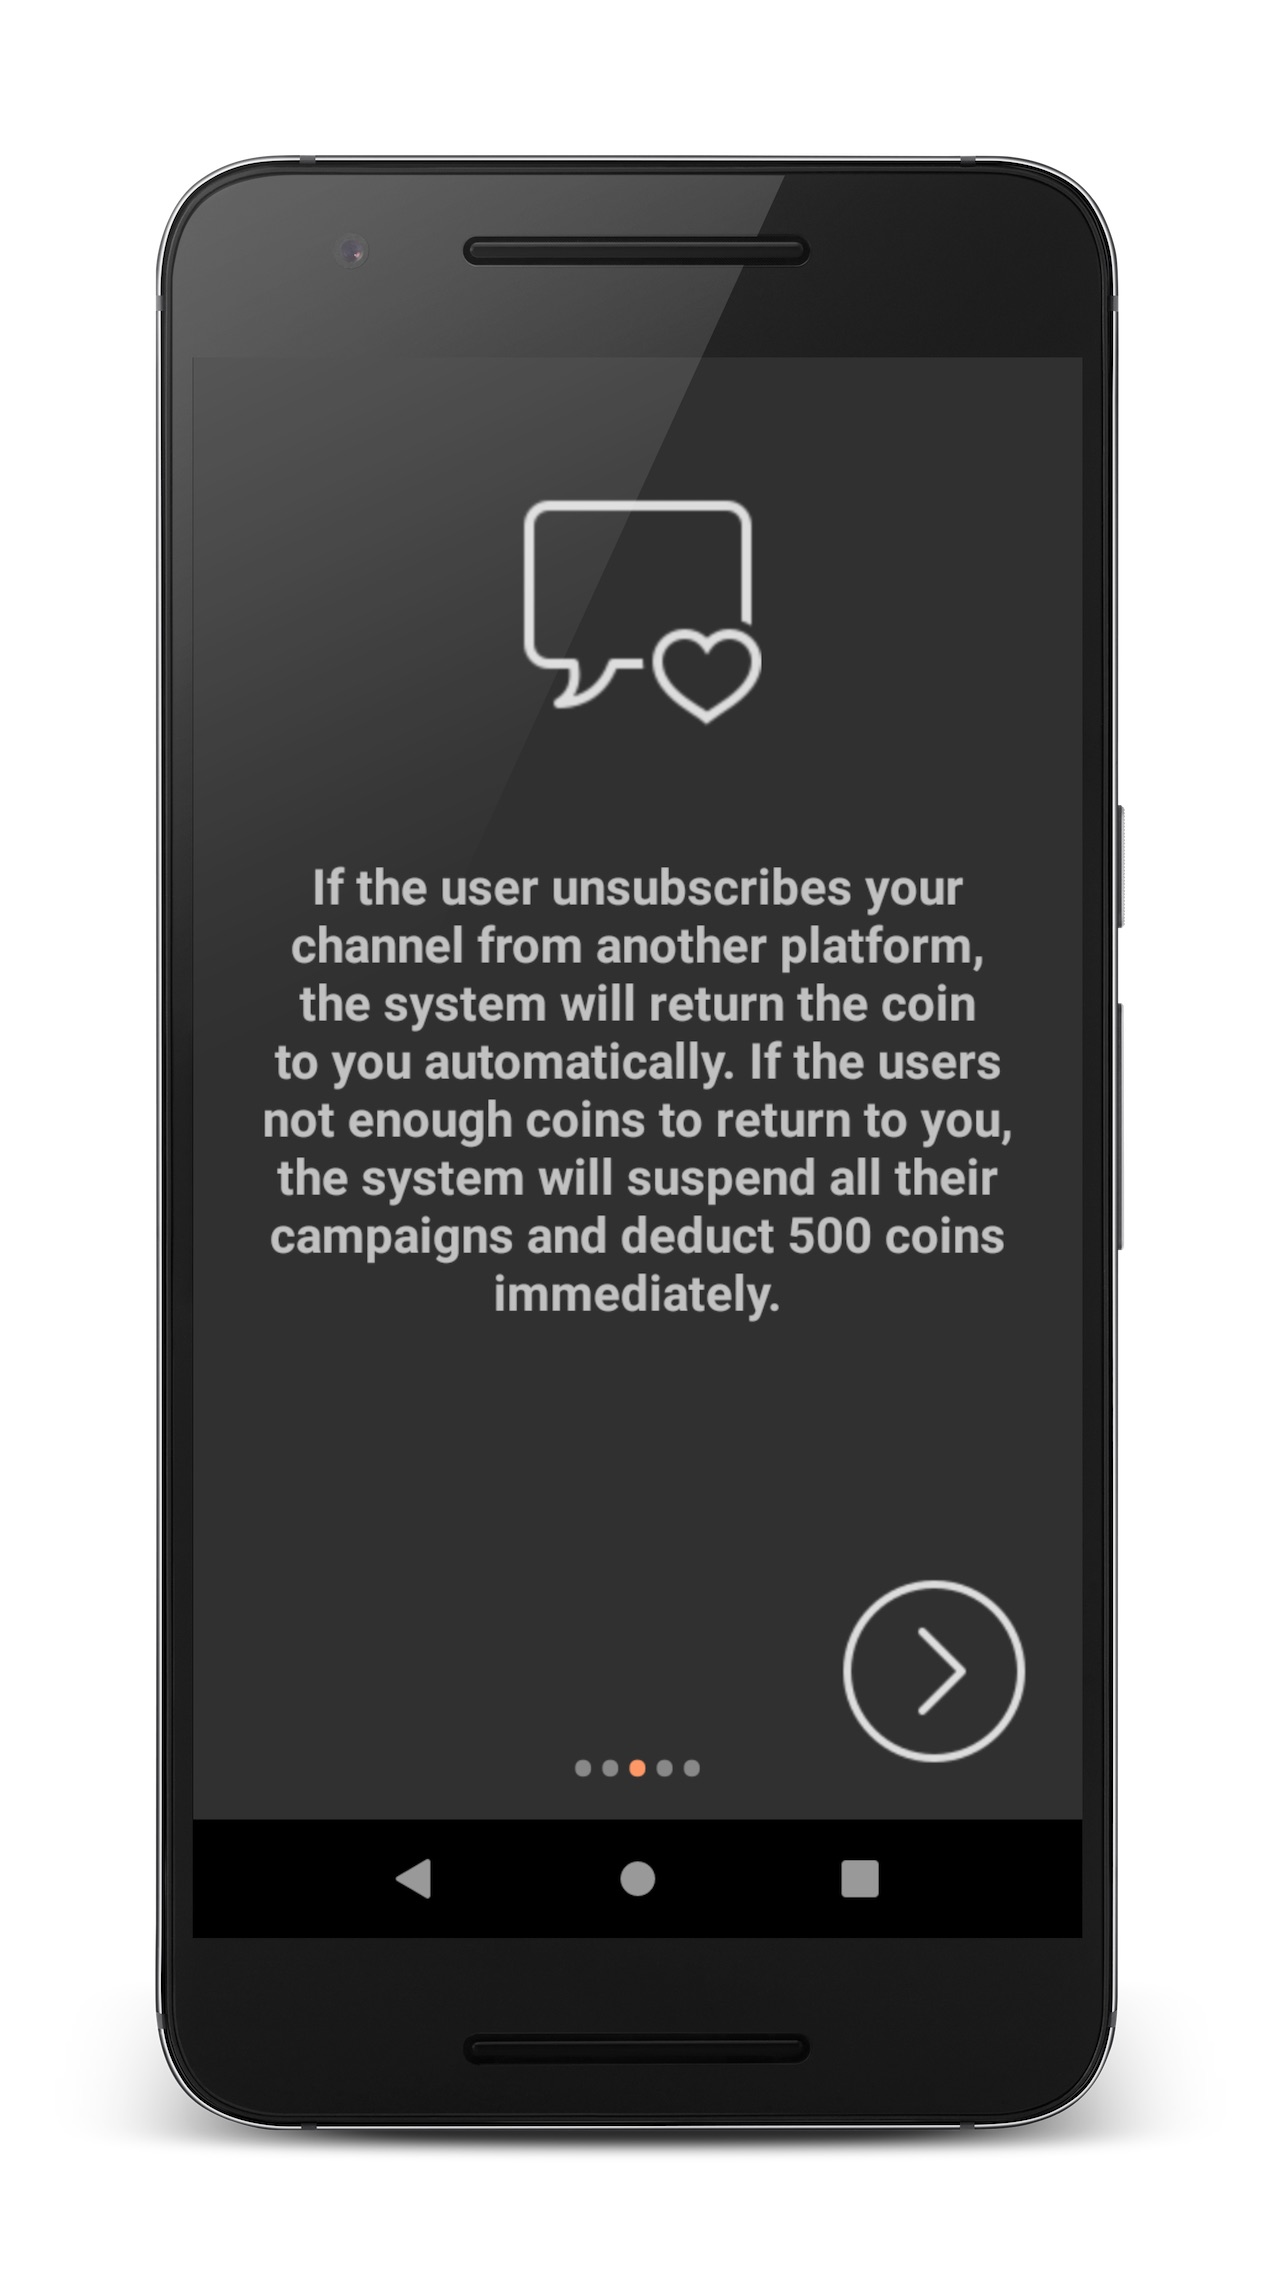 If the user unsubscribes your
channel from another platform,
the system will return the coin
to you automatically. If the users
not enough coins to return to you,
the system will suspend all their
campaigns and deduct 500 coins
immediately.